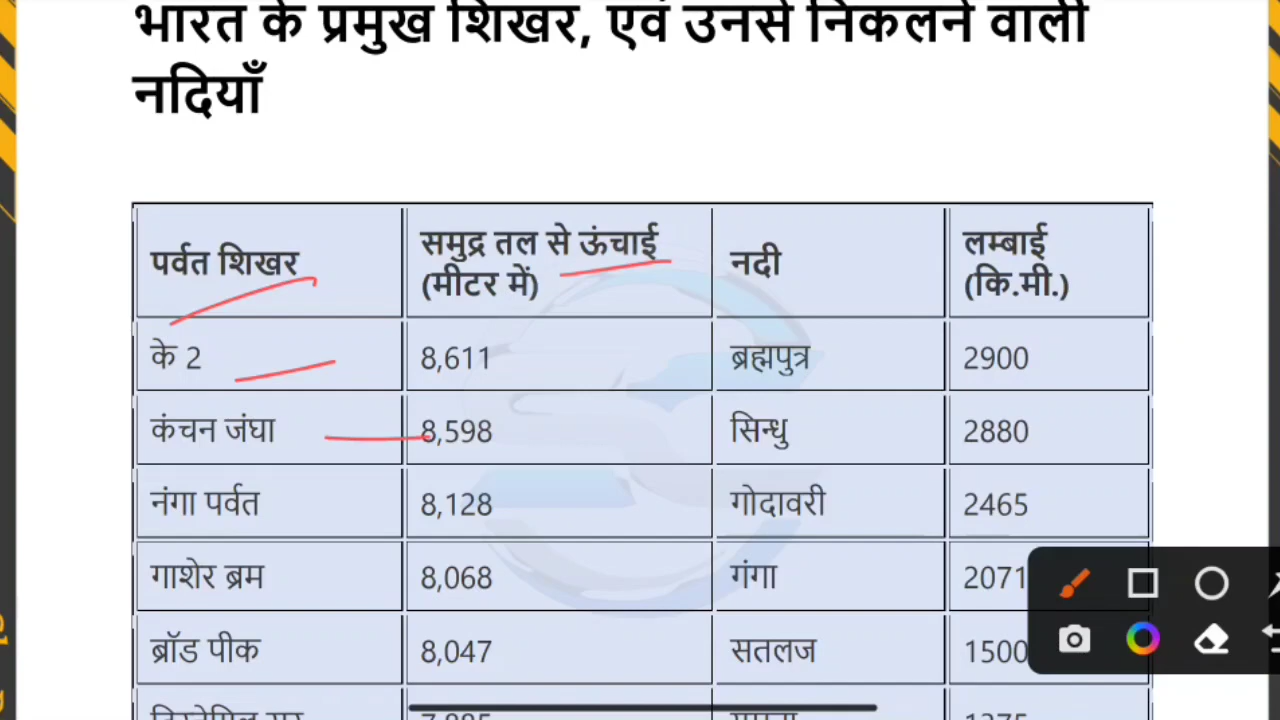 भारत के प्रमुख शिखर, एवं उनसे निकलने वाली
नदियाँ
पर्वत शिखर समुद्र तल से ऊंचाई (मीटर में) नदी लम्बाई (कि.मी.)
के 2 8,611 ब्रह्मपुत्र 2900
कंचन जंघा 8,598 सिन्धु 2880
नंगा पर्वत 8,128 गोदावरी 2465
गाशेर ब्रम 8,068 गंगा 2071
ब्रॉड पीक 8,047 सतलज 1500